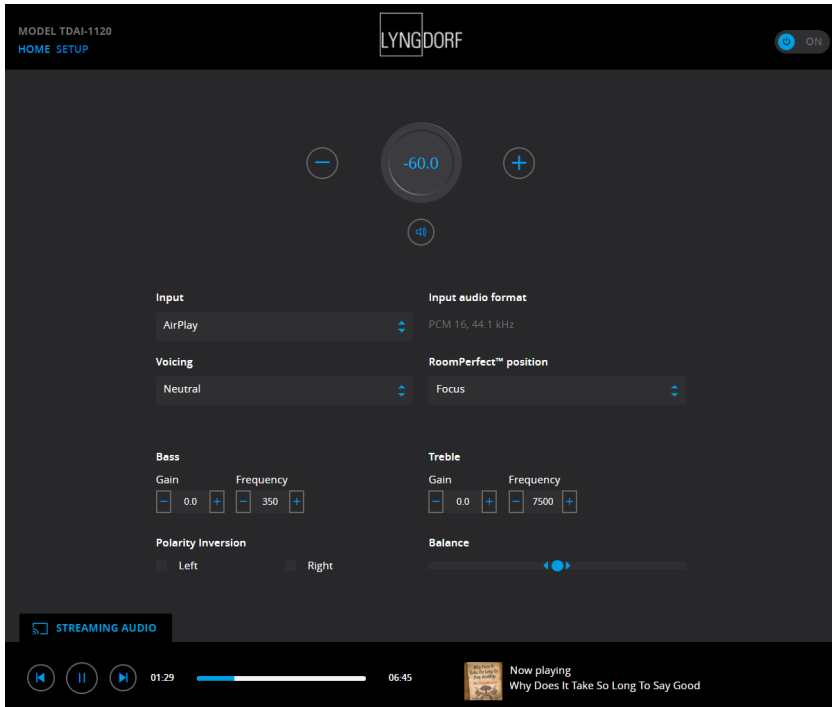 MODEL TDAI-1120
HOME SETUP
LYNGDORF
ON
-60.0
Input
Input audio format
AirPlay
PCM 16, 44.1 kHz
Voicing
RoomPerfect™ position
Neutral
Focus
Bass
Treble
Gain Frequency
Gain Frequency
− 0.0 + − 350 +
− 0.0 + − 7500 +
Polarity Inversion
Balance
Left Right
STREAMING AUDIO
01:29
06:45
Now playing
Why Does It Take So Long To Say Good